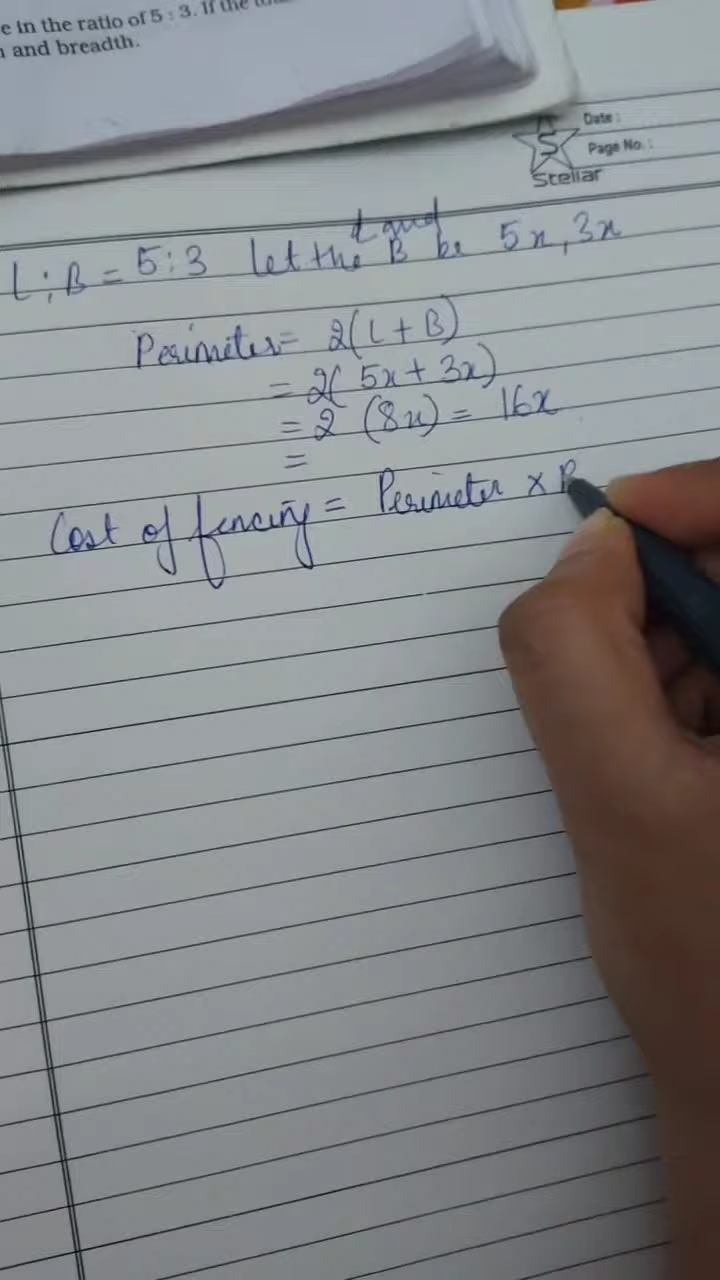 e in the ratio of 5 : 3. If the
and breadth.
Date :
Page No. :
S
Stellar
L : B = 5 : 3 let the L and B be 5x, 3x
Perimeter = 2(L + B)
= 2(5x + 3x)
= 2 (8x) = 16x
=
Cost of fencing = Perimeter x R